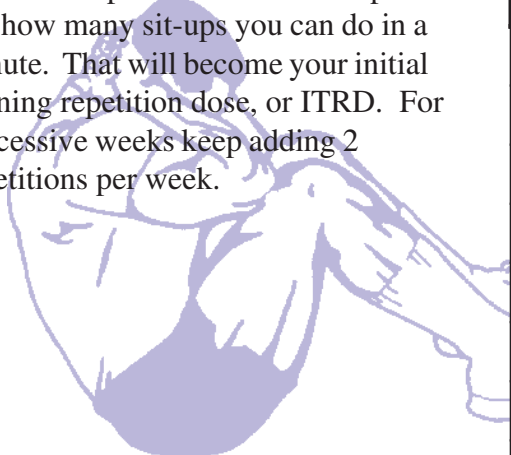 how many sit-ups you can do in a
ute. That will become your initial
ning repetition dose, or ITRD. For
cessive weeks keep adding 2
etitions per week.